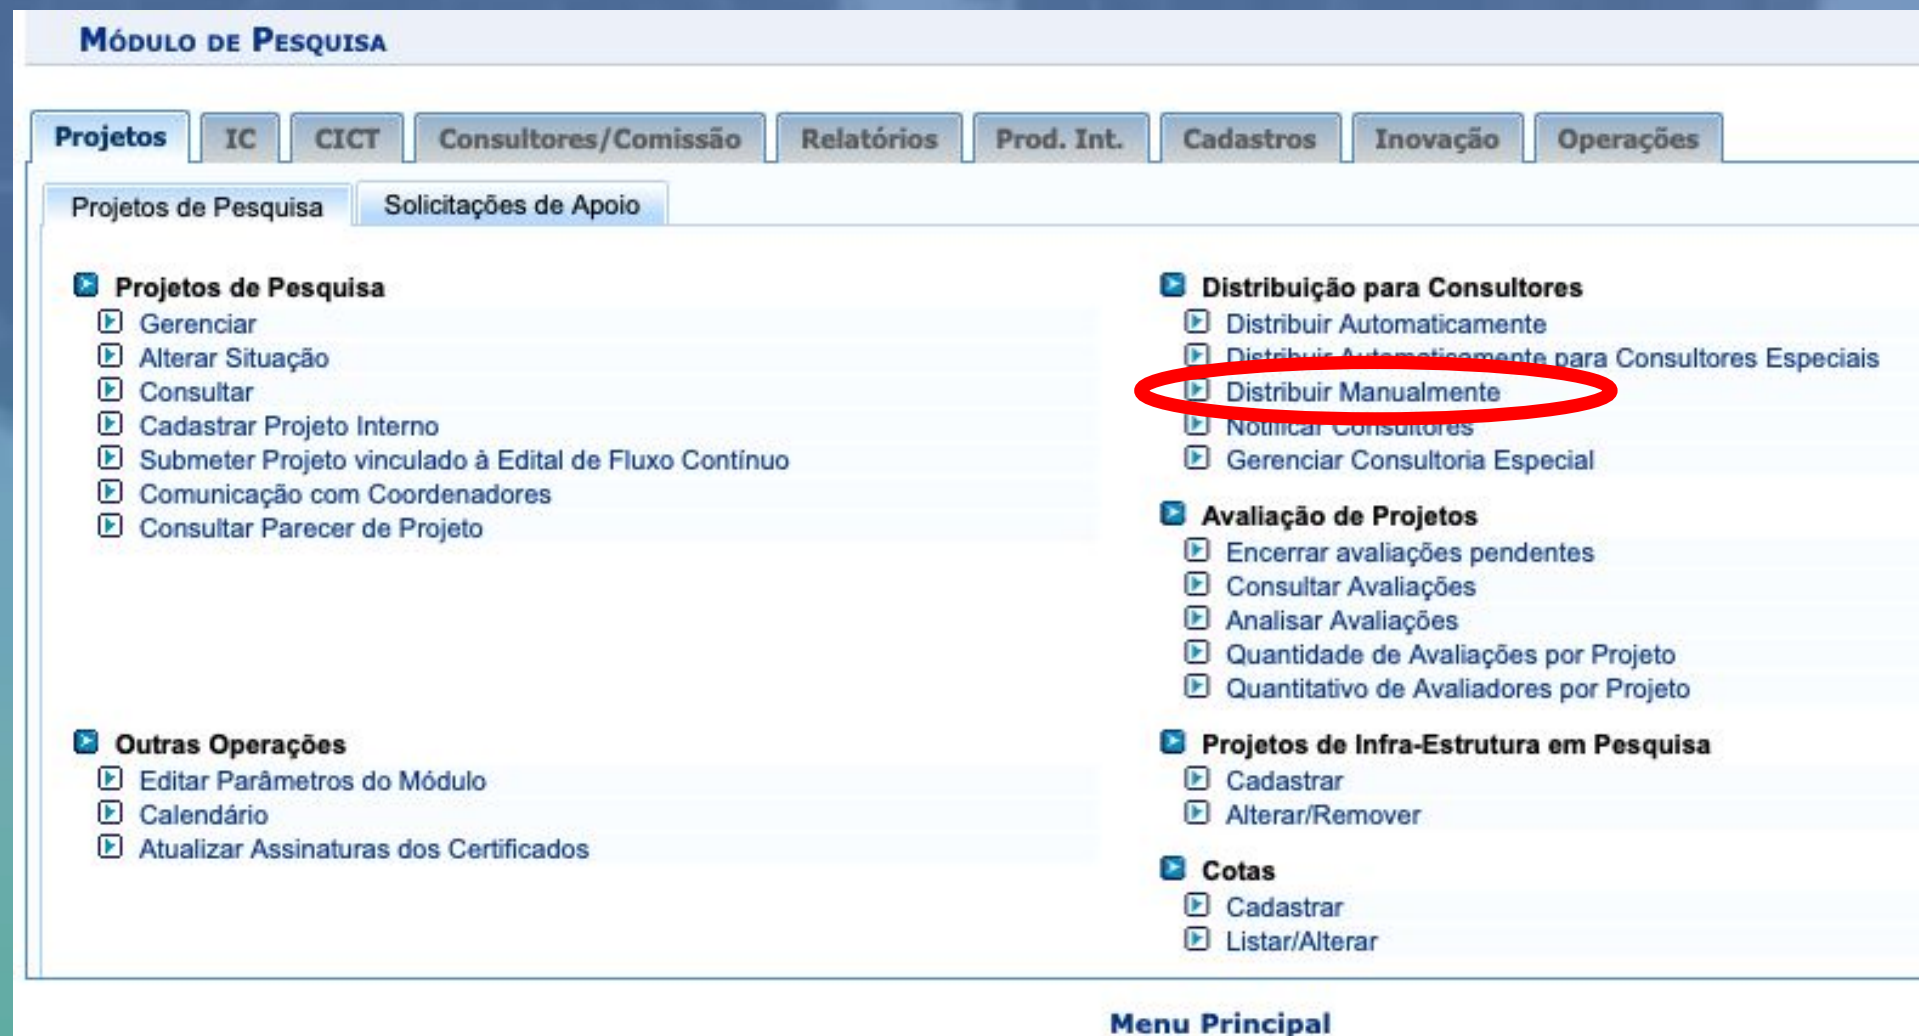 MÓDULO DE PESQUISA
Projetos IC CICT Consultores/Comissão Relatórios Prod. Int. Cadastros Inovação Operações
Projetos de Pesquisa Solicitações de Apoio
Projetos de Pesquisa
Gerenciar
Alterar Situação
Consultar
Cadastrar Projeto Interno
Submeter Projeto vinculado à Edital de Fluxo Contínuo
Comunicação com Coordenadores
Consultar Parecer de Projeto
Distribuição para Consultores
Distribuir Automaticamente
Distribuir Automaticamente para Consultores Especiais
Distribuir Manualmente
Notificar Consultores
Gerenciar Consultoria Especial
Avaliação de Projetos
Encerrar avaliações pendentes
Consultar Avaliações
Analisar Avaliações
Quantidade de Avaliações por Projeto
Quantitativo de Avaliadores por Projeto
Outras Operações
Editar Parâmetros do Módulo
Calendário
Atualizar Assinaturas dos Certificados
Projetos de Infra-Estrutura em Pesquisa
Cadastrar
Alterar/Remover
Cotas
Cadastrar
Listar/Alterar
Menu Principal